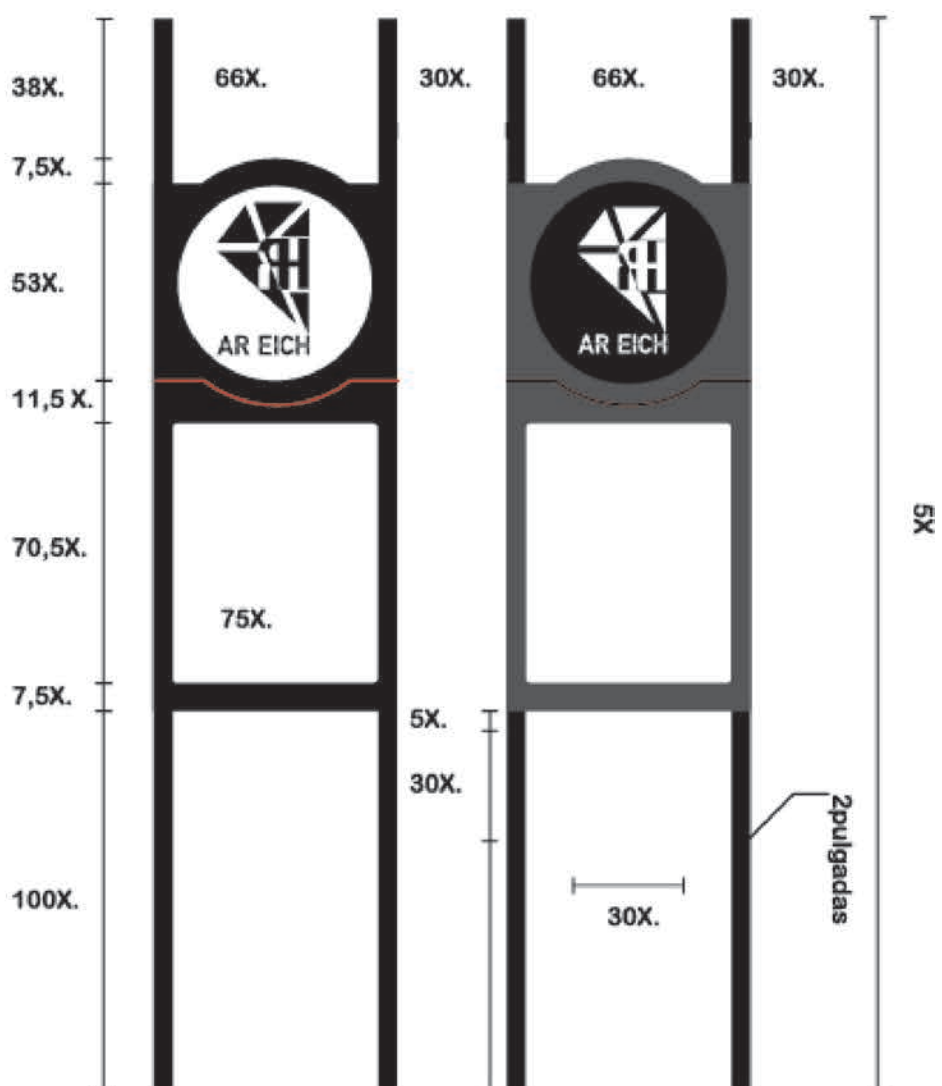 38X.
66X.
30X.
66X.
30X.
7,5X.
53X.
AR EICH
AR EICH
11,5 X.
5X
70,5X.
75X.
7,5X.
5X.
30X.
2pulgadas
100X.
30X.